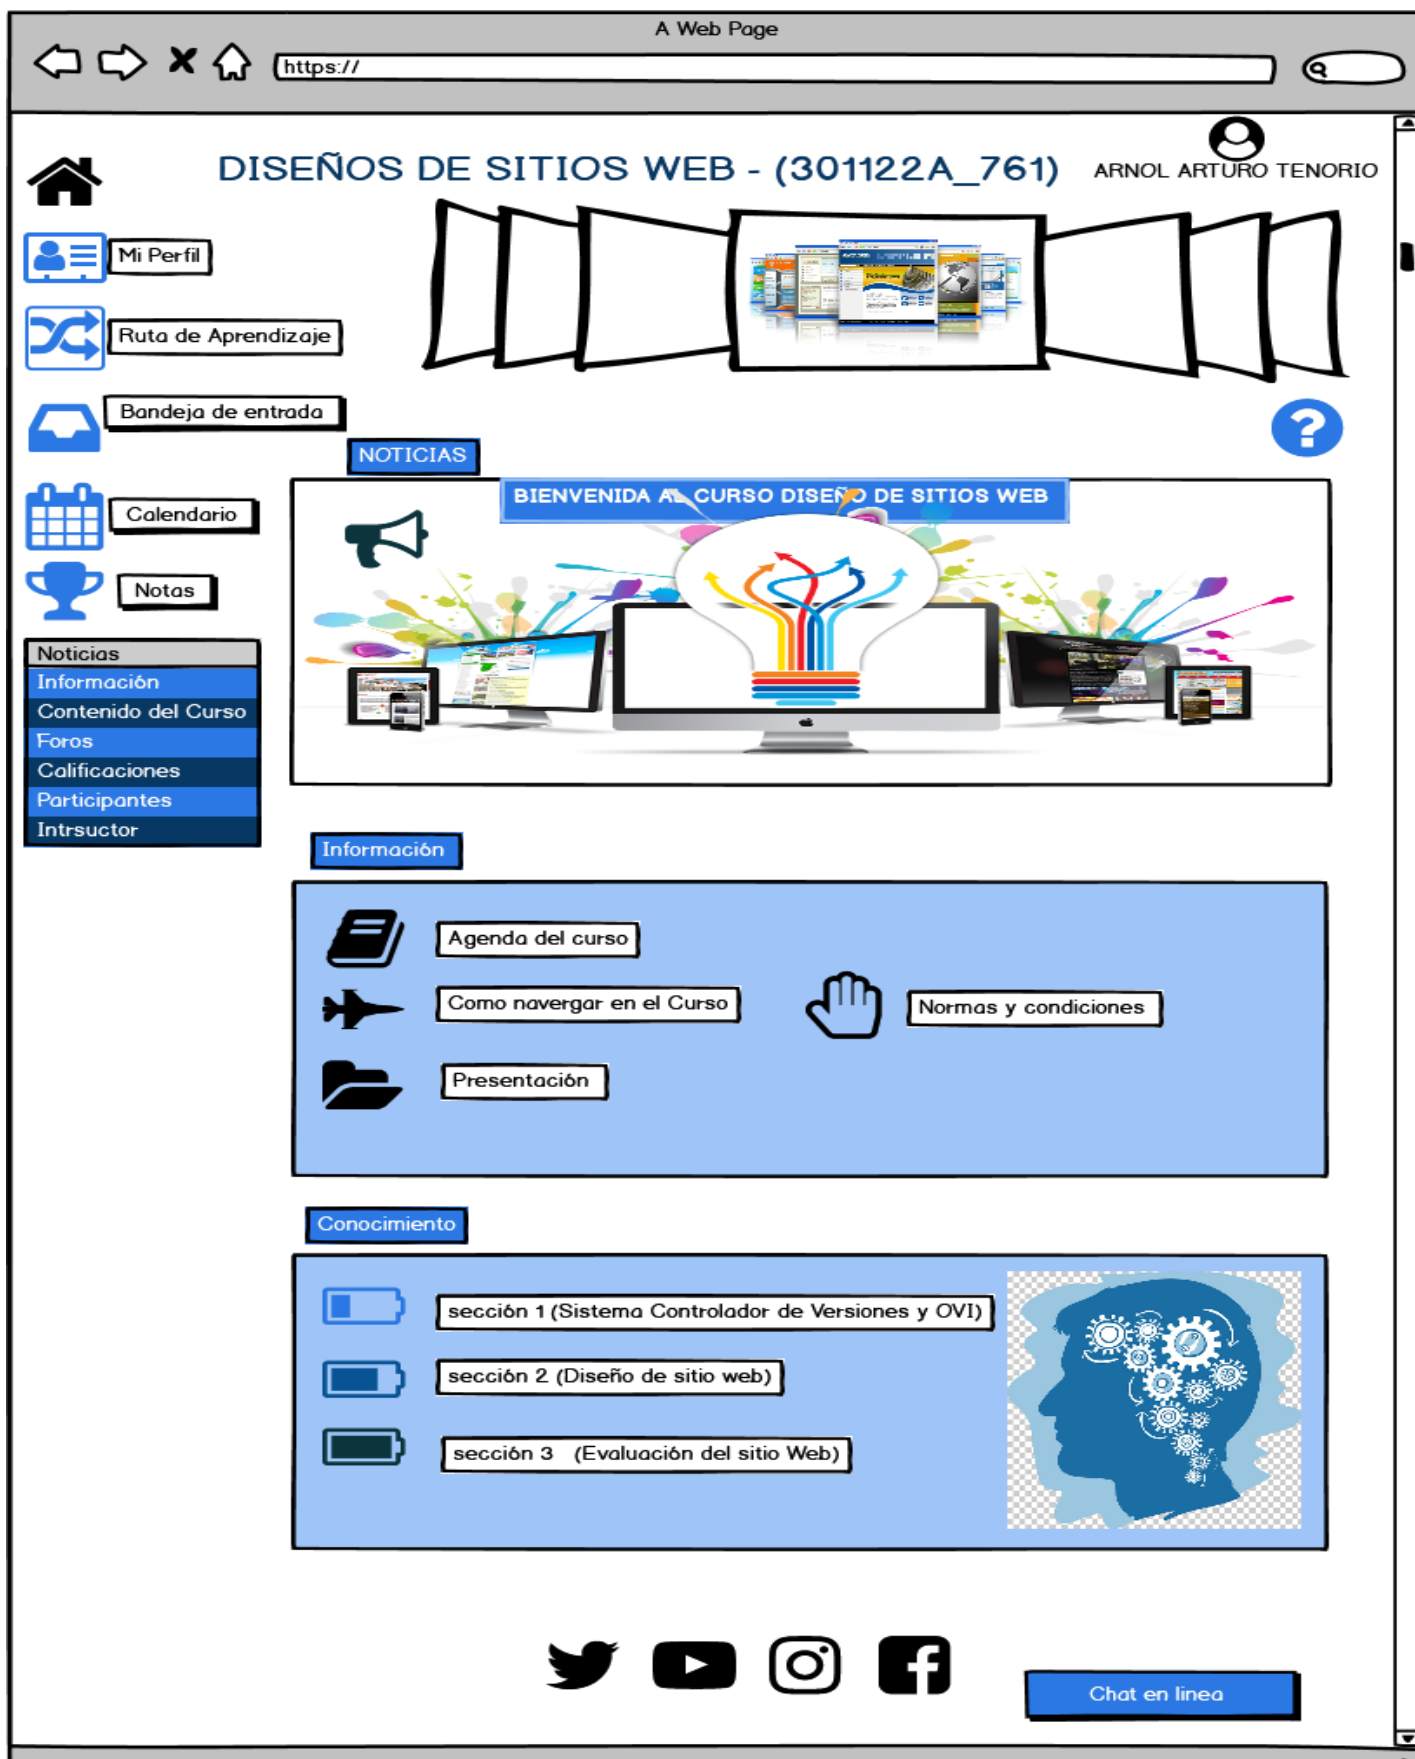 A Web Page
https://
DISEÑOS DE SITIOS WEB - (301122A_761)
ARNOL ARTURO TENORIO
Mi Perfil
Ruta de Aprendizaje
Bandeja de entrada
Calendario
Notas
Noticias
Información
Contenido del Curso
Foros
Calificaciones
Participantes
Intrsuctor
NOTICIAS
BIENVENIDA AL CURSO DISEÑO DE SITIOS WEB
Información
Agenda del curso
Como navergar en el Curso
Normas y condiciones
Presentación
Conocimiento
sección 1 (Sistema Controlador de Versiones y OVI)
sección 2 (Diseño de sitio web)
sección 3 (Evaluación del sitio Web)
Chat en linea